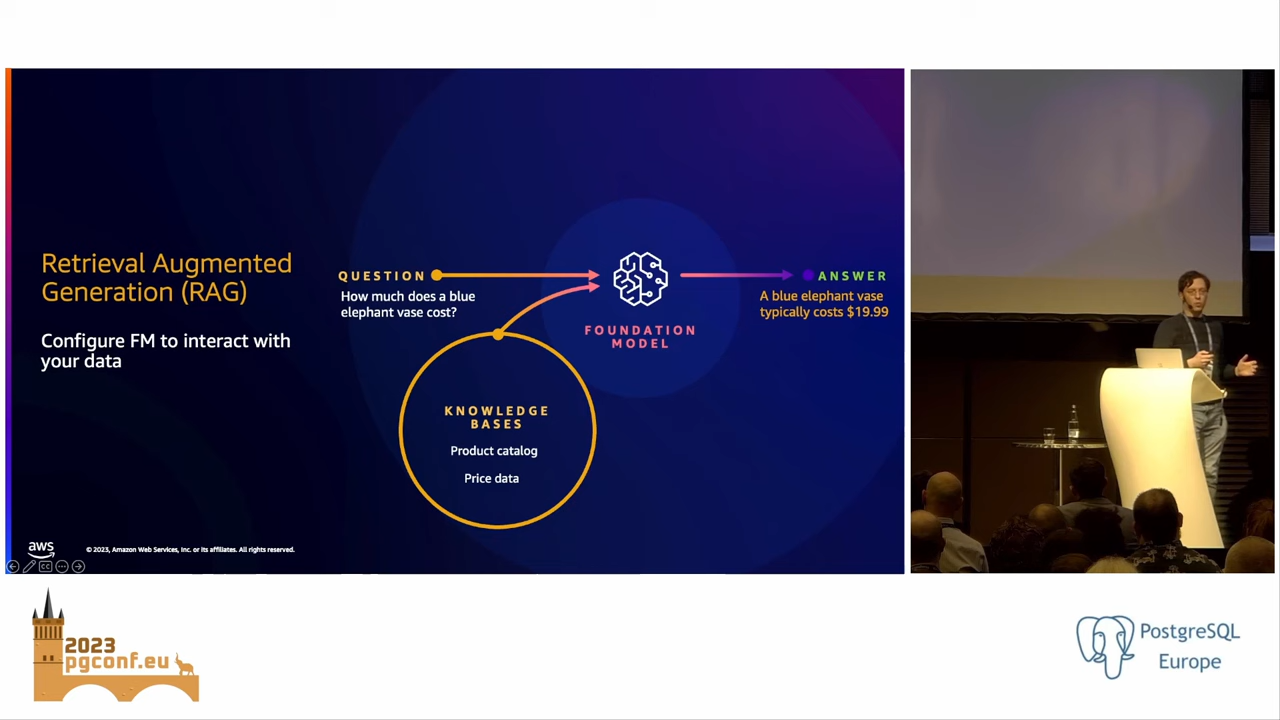 Retrieval Augmented
Generation (RAG)
Configure FM to interact with
your data
QUESTION
How much does a blue
elephant vase cost?
FOUNDATION
MODEL
ANSWER
A blue elephant vase
typically costs $19.99
KNOWLEDGE
BASES
Product catalog
Price data
aws
© 2023, Amazon Web Services, Inc. or its affiliates. All rights reserved.
CC
2023
pgconf.eu
PostgreSQL
Europe